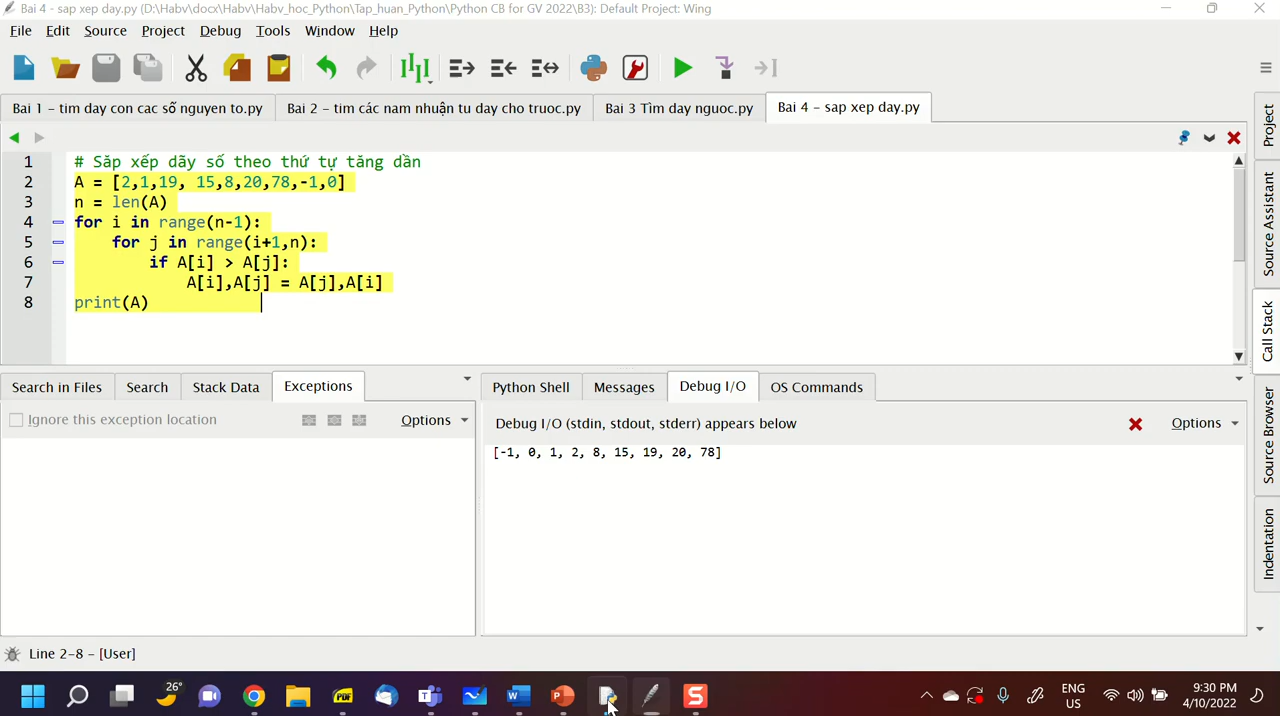 Bai 4 - sap xep day.py (D:\Habv\docx\Habv\Habv_hoc_Python\Tap_huan_Python\Python CB for GV 2022\B3): Default Project: Wing
File Edit Source Project Debug Tools Window Help
Bai 1 - tim day con cac số nguyen to.py Bai 2 - tim các nam nhuận tu day cho truoc.py Bai 3 Tìm day nguoc.py Bai 4 - sap xep day.py
1 # Sắp xếp dãy số theo thứ tự tăng dần
2 A = [2,1,19, 15,8,20,78,-1,0]
3 n = len(A)
4 for i in range(n-1):
5 for j in range(i+1,n):
6 if A[i] > A[j]:
7 A[i],A[j] = A[j],A[i]
8 print(A)
Project
Source Assistant
Call Stack
Source Browser
Indentation
Search in Files Search Stack Data Exceptions
Ignore this exception location Options
Python Shell Messages Debug I/O OS Commands
Debug I/O (stdin, stdout, stderr) appears below Options
[-1, 0, 1, 2, 8, 15, 19, 20, 78]
Line 2-8 - [User]
26°
PDF
ENG
US
9:30 PM
4/10/2022